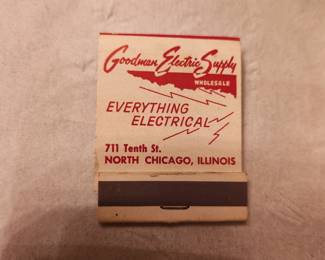 Goodman Electric Supply
WHOLESALE
EVERYTHING
ELECTRICAL
711 Tenth St.
NORTH CHICAGO, ILLINOIS